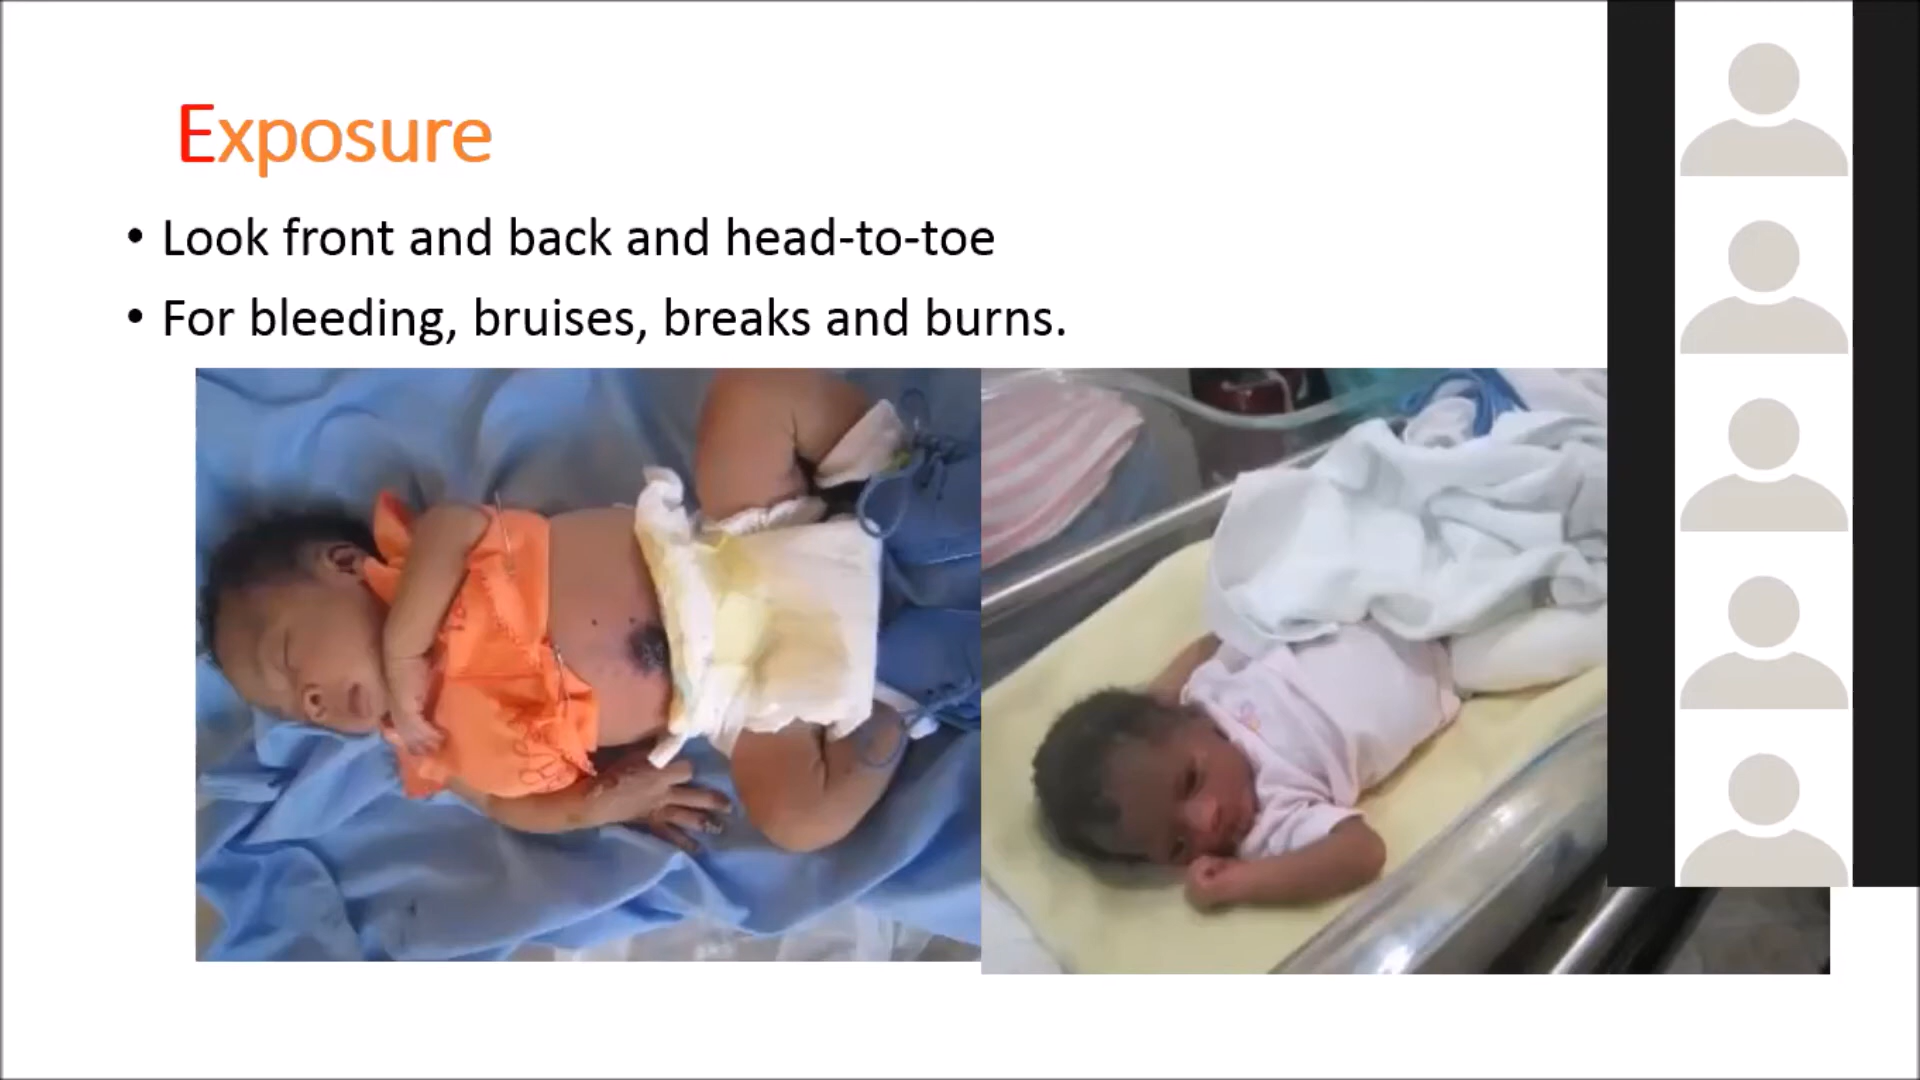 Exposure
• Look front and back and head-to-toe
• For bleeding, bruises, breaks and burns.